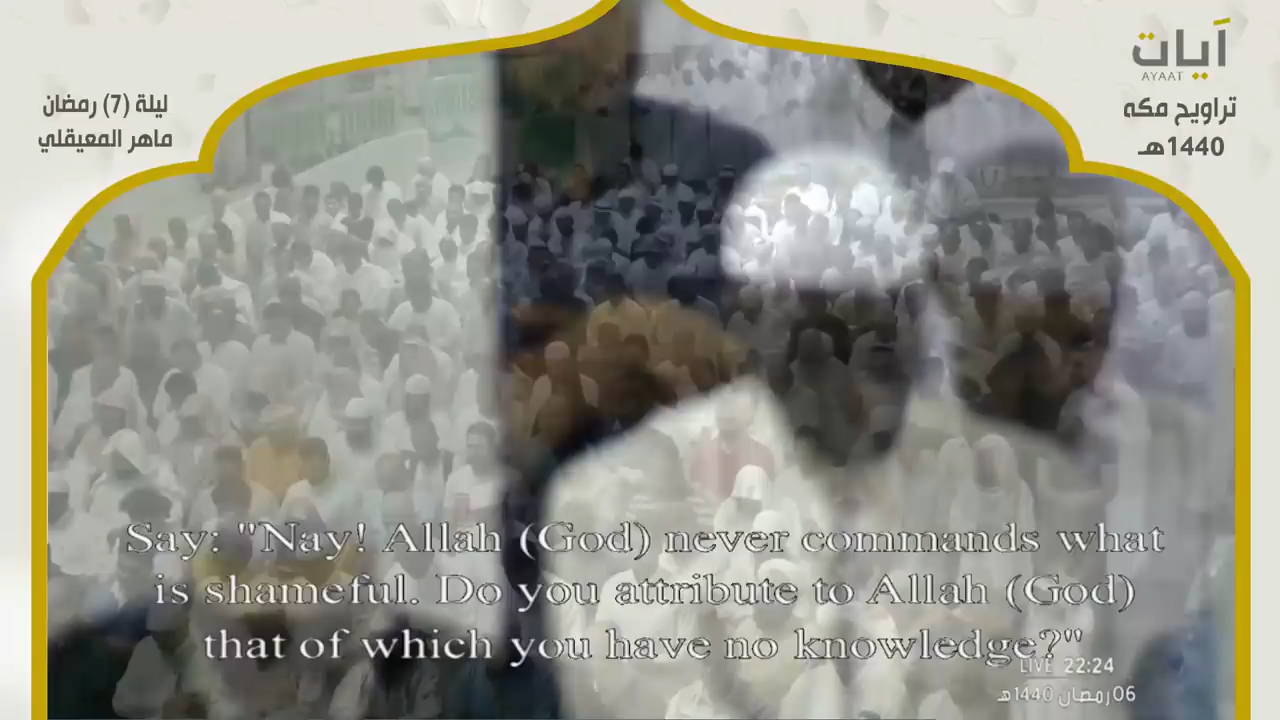 آيات
AYAAT
تراويح مكه
1440هـ
ليلة (7) رمضان
ماهر المعيقلي
Say: "Nay! Allah (God) never commands what
is shameful. Do you attribute to Allah (God)
that of which you have no knowledge?"
LIVE 22:24
06رمضان 1440هـ